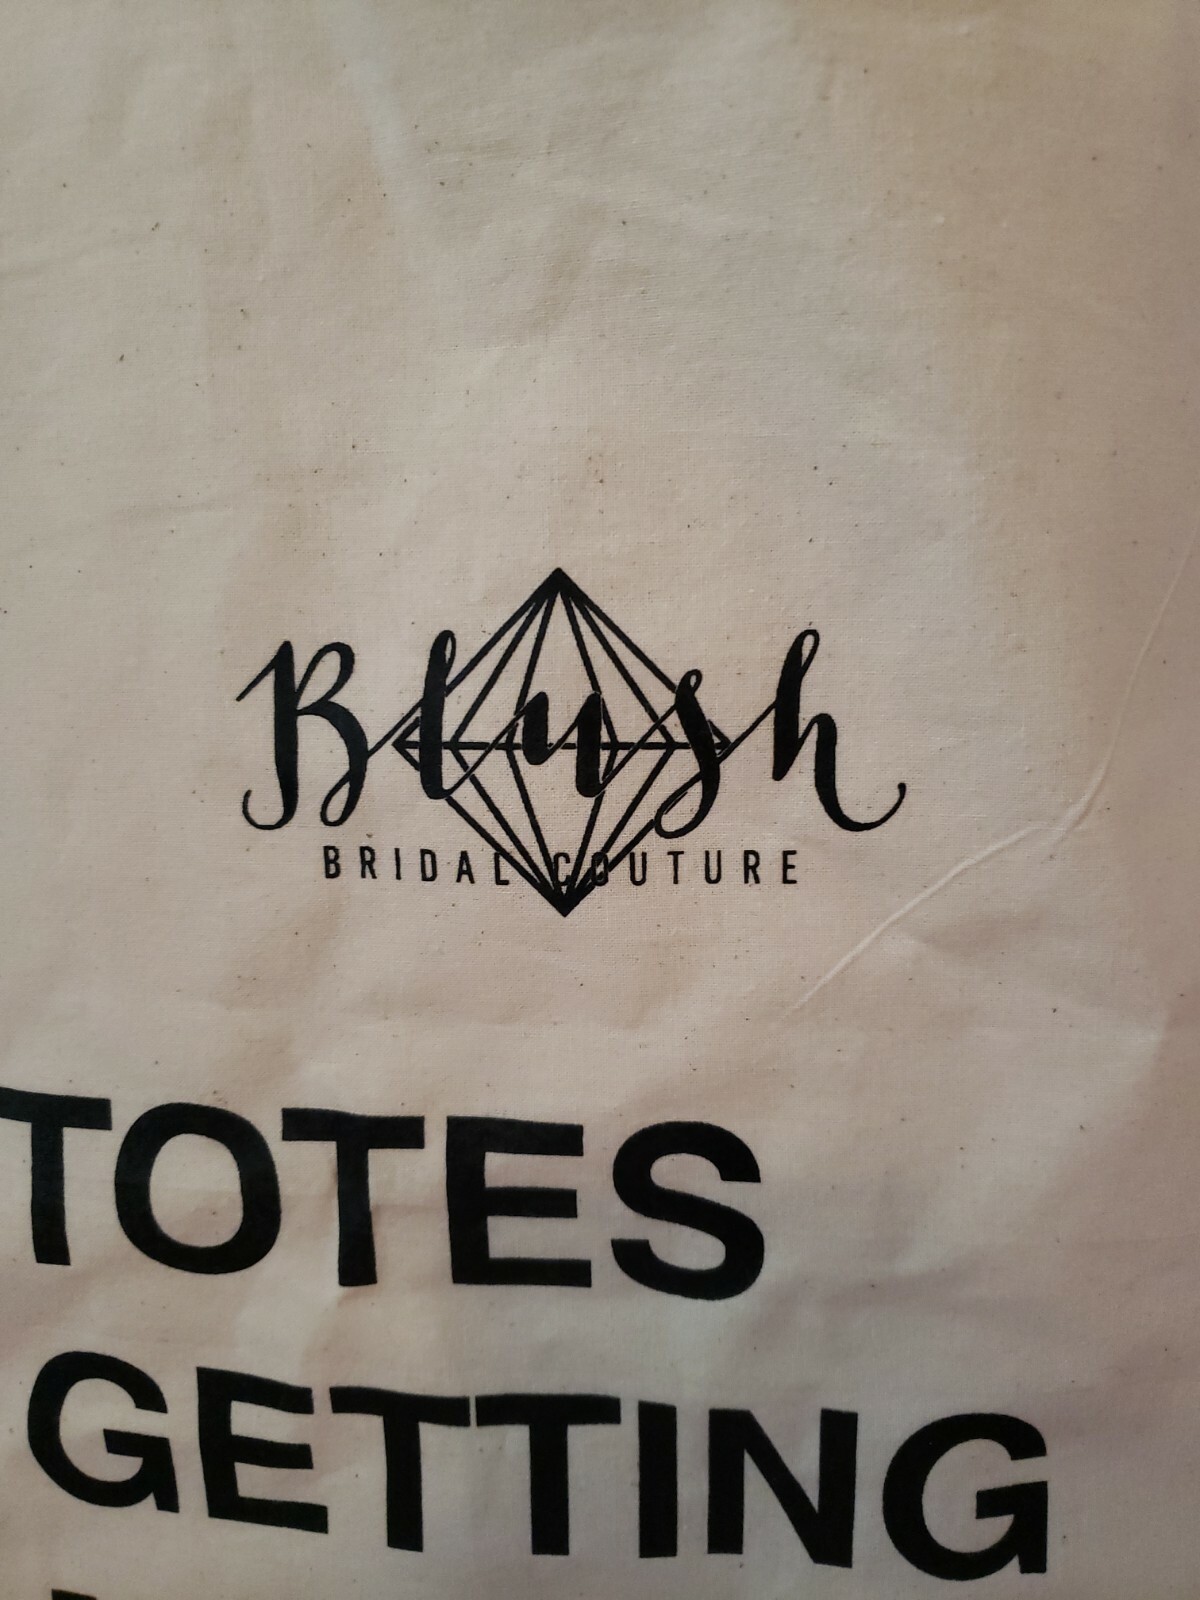 Blush
BRIDAL COUTURE
TOTES
GETTING